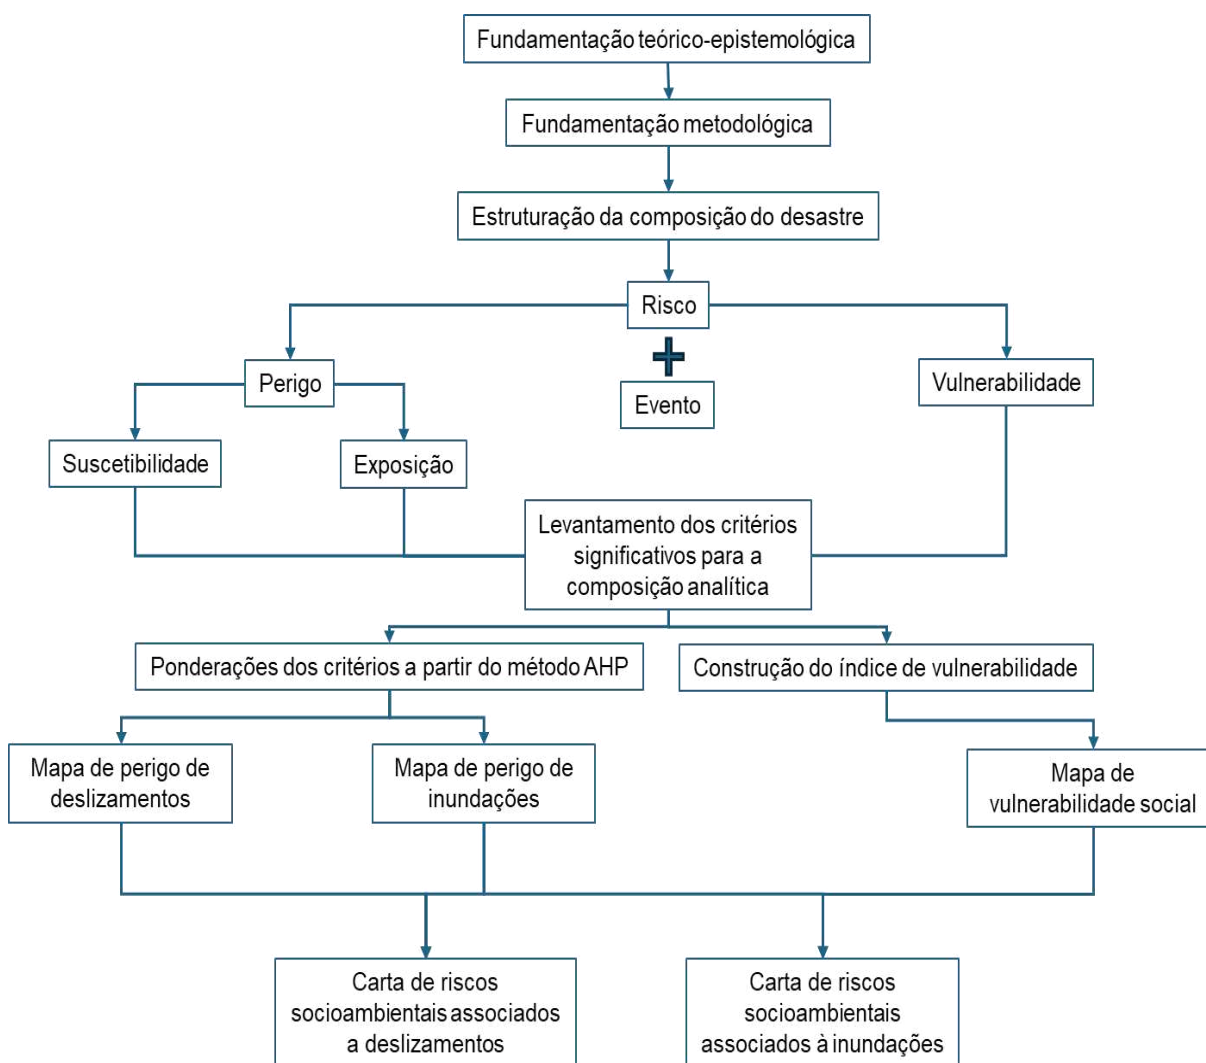 Fundamentação teórico-epistemológica
Fundamentação metodológica
Estruturação da composição do desastre
Risco
Perigo
Vulnerabilidade
Evento
Suscetibilidade
Exposição
Levantamento dos critérios
significativos para a
composição analítica
Ponderações dos critérios a partir do método AHP
Construção do índice de vulnerabilidade
Mapa de perigo de
deslizamentos
Mapa de perigo de
inundações
Mapa de
vulnerabilidade social
Carta de riscos
socioambientais associados
a deslizamentos
Carta de riscos
socioambientais
associados à inundações